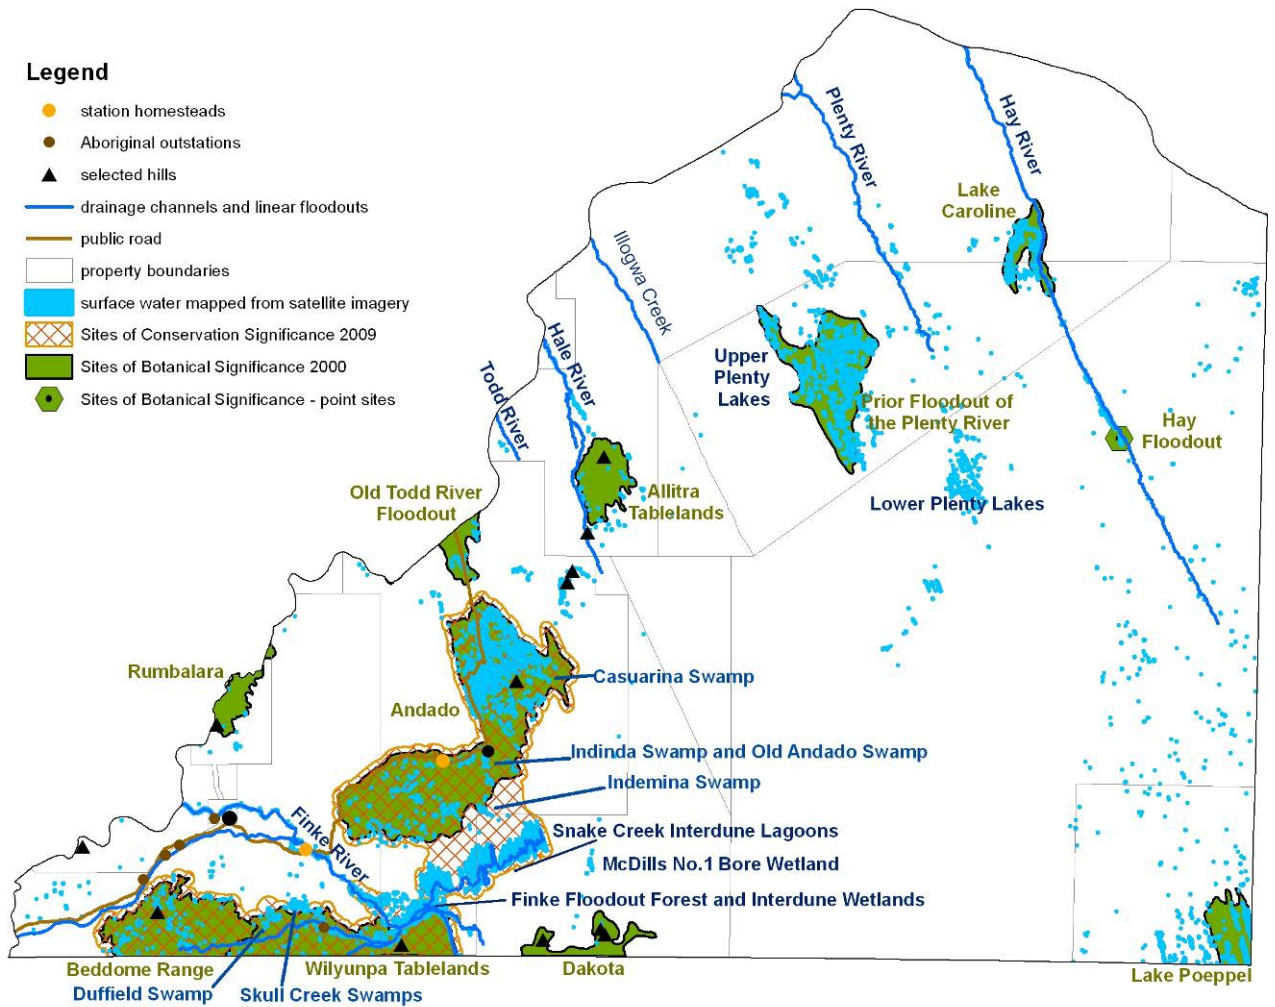 Legend
station homesteads
Aboriginal outstations
selected hills
drainage channels and linear floodouts
public road
property boundaries
surface water mapped from satellite imagery
Sites of Conservation Significance 2009
Sites of Botanical Significance 2000
Sites of Botanical Significance - point sites
Plenty River
Hay River
Lake
Caroline
Illogwa Creek
Hale River
Todd River
Upper
Plenty
Lakes
Prior Floodout of
the Plenty River
Hay
Floodout
Old Todd River
Floodout
Allitra
Tablelands
Lower Plenty Lakes
Rumbalara
Casuarina Swamp
Andado
Indinda Swamp and Old Andado Swamp
Indemina Swamp
Finke River
Snake Creek Interdune Lagoons
McDills No.1 Bore Wetland
Finke Floodout Forest and Interdune Wetlands
Beddome Range
Wilyunpa Tablelands
Dakota
Lake Poeppel
Duffield Swamp
Skull Creek Swamps